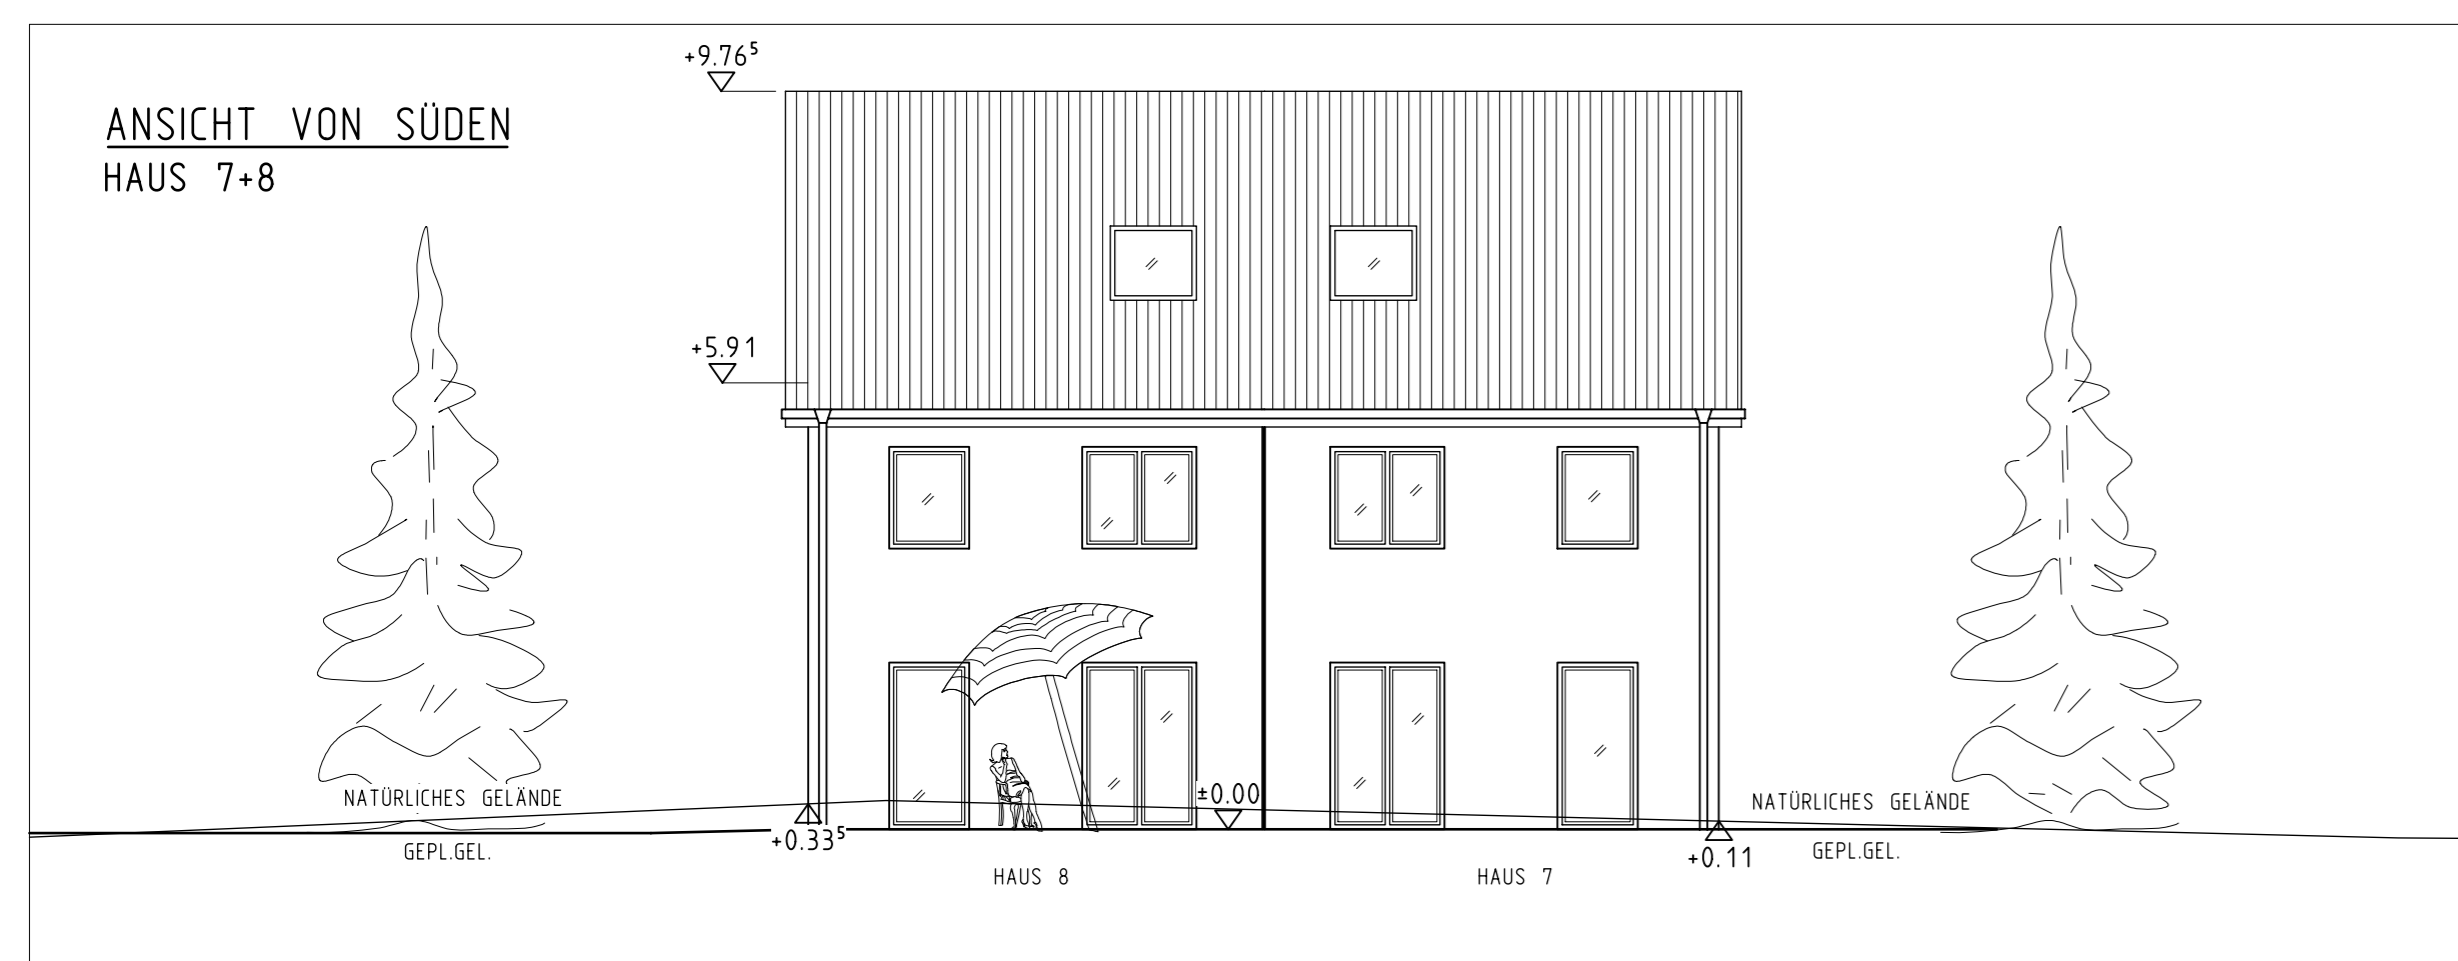 +9.76⁵
ANSICHT VON SÜDEN
HAUS 7+8
+5.91
±0.00
NATÜRLICHES GELÄNDE
NATÜRLICHES GELÄNDE
+0.33⁵
GEPL.GEL.
+0.11
GEPL.GEL.
HAUS 8
HAUS 7